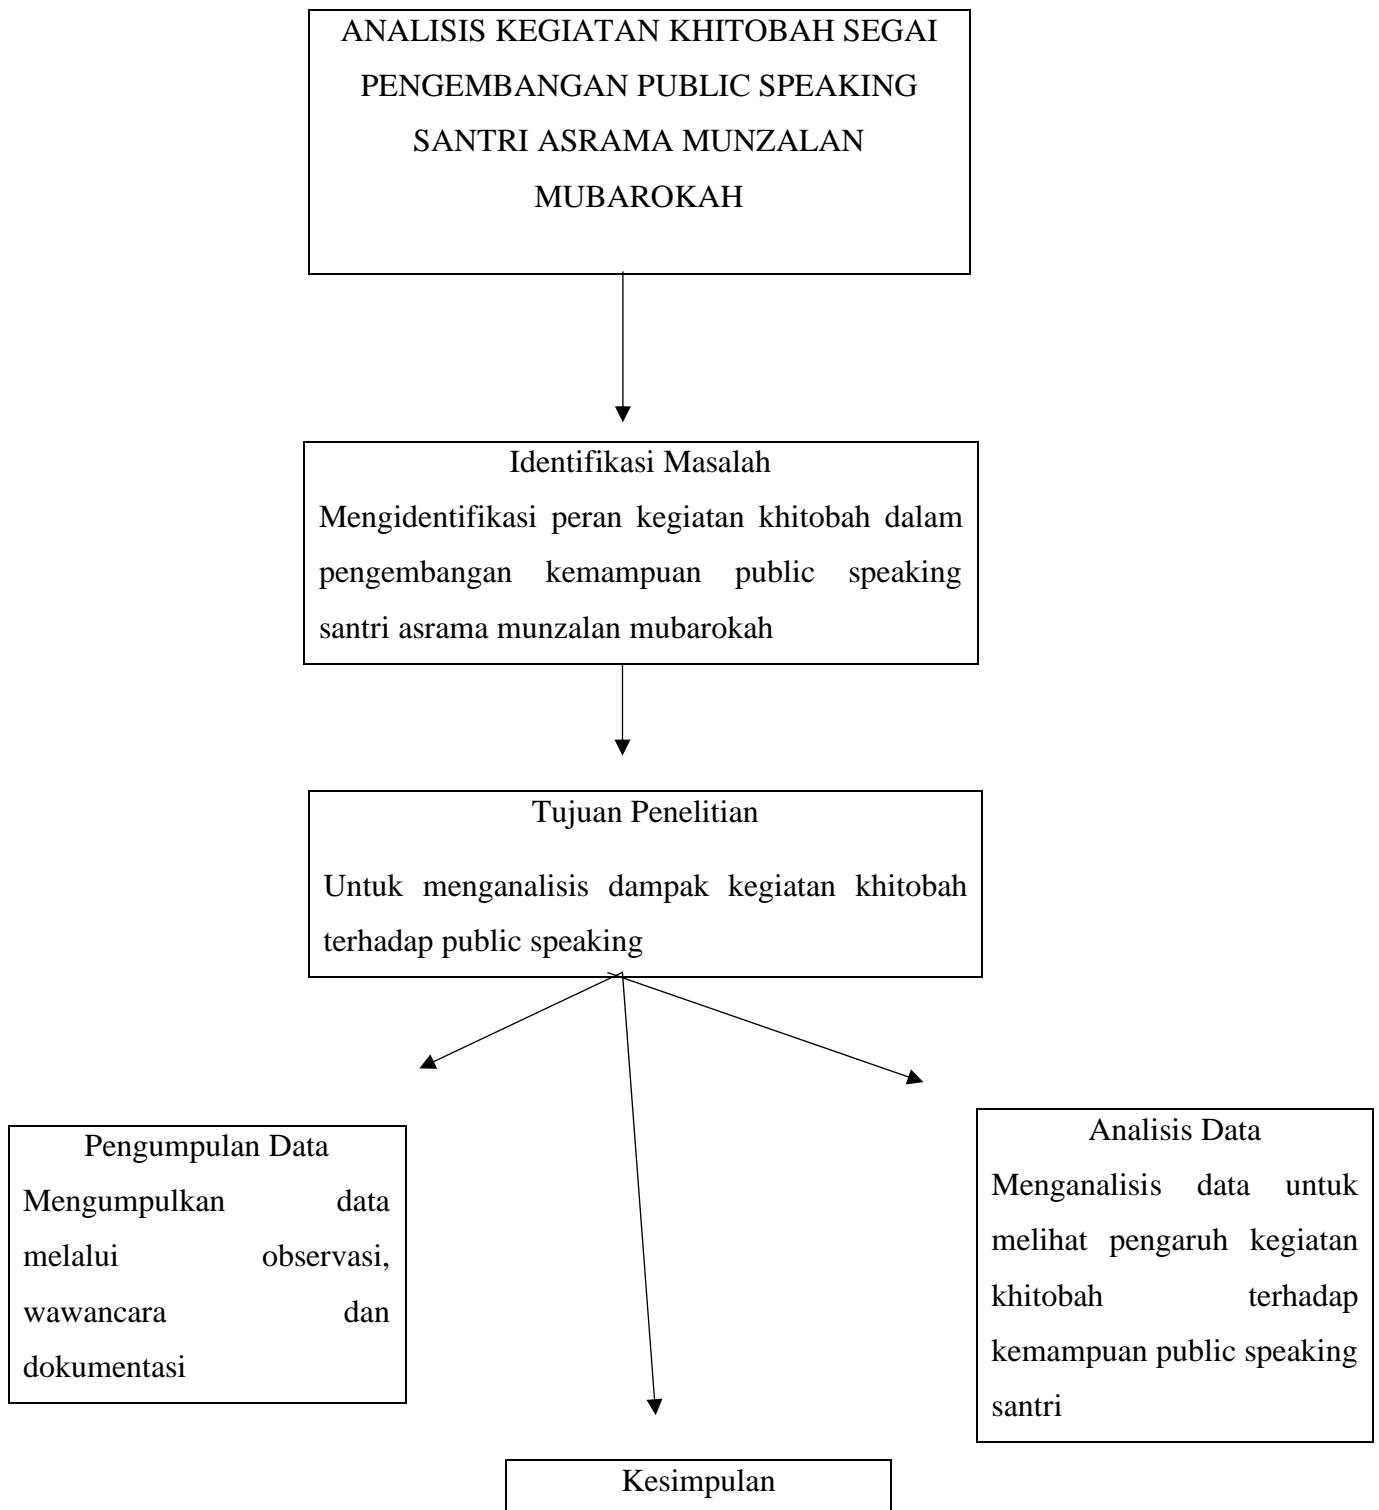 ANALISIS KEGIATAN KHITOBAH SEGAI
PENGEMBANGAN PUBLIC SPEAKING
SANTRI ASRAMA MUNZALAN
MUBAROKAH
Identifikasi Masalah
Mengidentifikasi peran kegiatan khitobah dalam
pengembangan kemampuan public speaking
santri asrama munzalan mubarokah
Tujuan Penelitian
Untuk menganalisis dampak kegiatan khitobah
terhadap public speaking
Pengumpulan Data
Mengumpulkan data
melalui observasi,
wawancara dan
dokumentasi
Analisis Data
Menganalisis data untuk
melihat pengaruh kegiatan
khitobah terhadap
kemampuan public speaking
santri
Kesimpulan